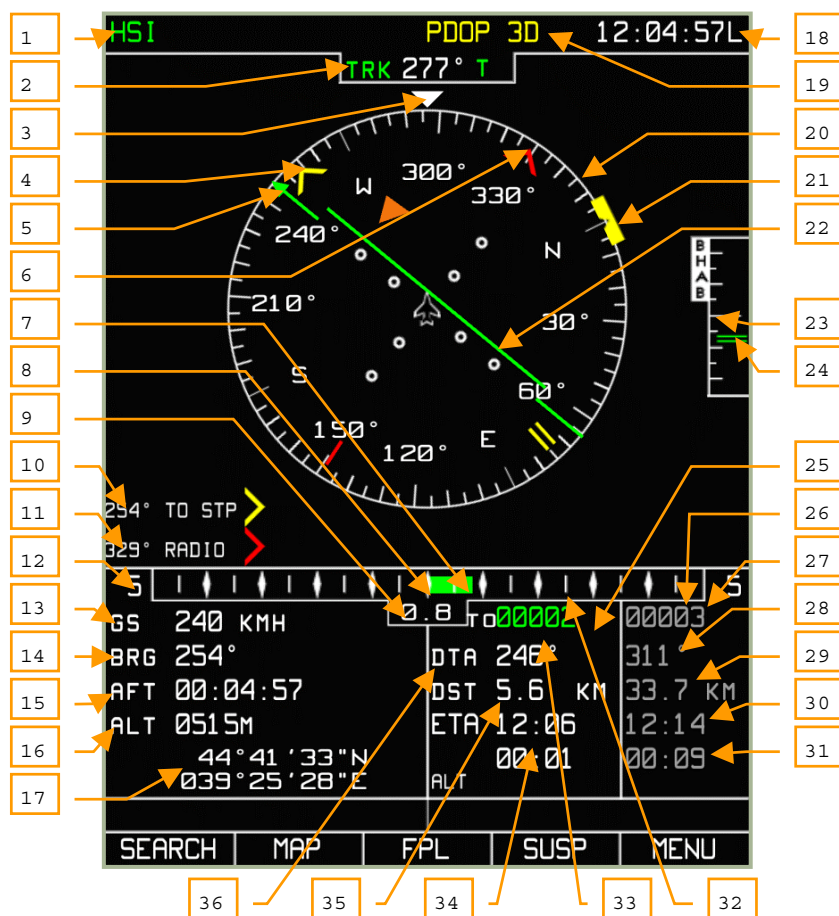 HSI PDOP 3D 12:04:57L
TRK 277° T
300°
W 330°
240° N
210° 30°
S 60°
150° 120° E
B
H
A
B
254° TO STP
329° RADIO
S S
0.8
GS 240 KMH TO 00002 00003
BRG 254° DTA 246° 311°
AFT 00:04:57 DST 5.6 KM 33.7 KM
ALT 0515M ETA 12:06 12:14
44°41'33"N 00:01 00:09
039°25'28"E ALT
SEARCH MAP FPL SUSP MENU
1
2
3
4
5
6
7
8
9
10
11
12
13
14
15
16
17
18
19
20
21
22
23
24
25
26
27
28
29
30
31
36 35 34 33 32